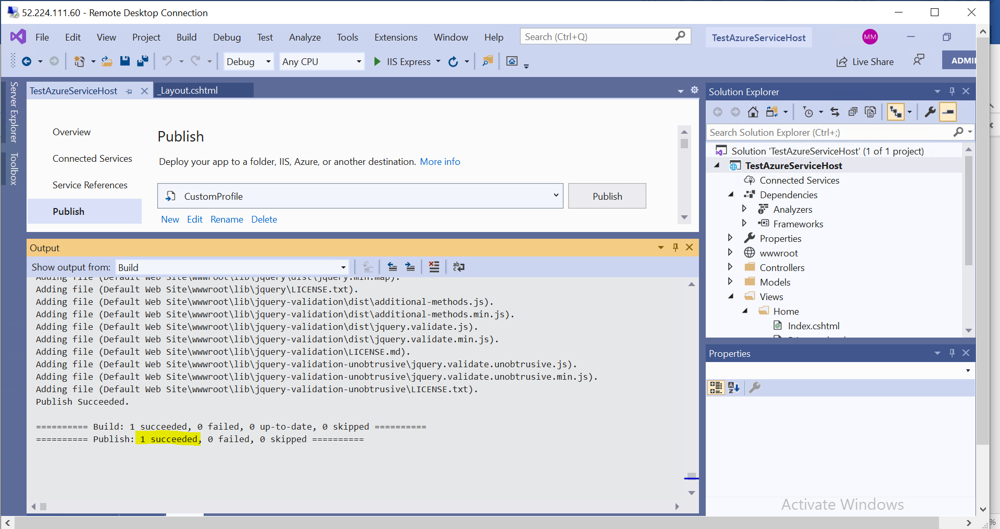 52.224.111.60 - Remote Desktop Connection
File Edit View Project Build Debug Test Analyze Tools Extensions Window Help Search (Ctrl+Q) TestAzureServiceHost MM
Debug Any CPU IIS Express Live Share ADMI
Server Explorer
Toolbox
TestAzureServiceHost _Layout.cshtml
Overview
Connected Services
Service References
Publish
Publish
Deploy your app to a folder, IIS, Azure, or another destination. More info
CustomProfile Publish
New Edit Rename Delete
Output
Show output from: Build
Adding file (Default Web Site\wwwroot\lib\jquery\dist\jquery.min.map).
Adding file (Default Web Site\wwwroot\lib\jquery\LICENSE.txt).
Adding file (Default Web Site\wwwroot\lib\jquery-validation\dist\additional-methods.js).
Adding file (Default Web Site\wwwroot\lib\jquery-validation\dist\additional-methods.min.js).
Adding file (Default Web Site\wwwroot\lib\jquery-validation\dist\jquery.validate.js).
Adding file (Default Web Site\wwwroot\lib\jquery-validation\dist\jquery.validate.min.js).
Adding file (Default Web Site\wwwroot\lib\jquery-validation\LICENSE.md).
Adding file (Default Web Site\wwwroot\lib\jquery-validation-unobtrusive\jquery.validate.unobtrusive.js).
Adding file (Default Web Site\wwwroot\lib\jquery-validation-unobtrusive\jquery.validate.unobtrusive.min.js).
Adding file (Default Web Site\wwwroot\lib\jquery-validation-unobtrusive\LICENSE.txt).
Publish Succeeded.
========== Build: 1 succeeded, 0 failed, 0 up-to-date, 0 skipped ==========
========== Publish: 1 succeeded, 0 failed, 0 skipped ==========
Solution Explorer
Search Solution Explorer (Ctrl+;)
Solution 'TestAzureServiceHost' (1 of 1 project)
TestAzureServiceHost
Connected Services
Dependencies
Analyzers
Frameworks
Properties
wwwroot
Controllers
Models
Views
Home
Index.cshtml
Properties
Activate Windows
%